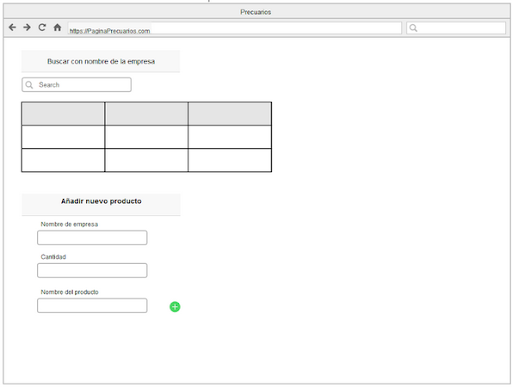 Precuarios
https://PaginaPrecuarios.com
Buscar con nombre de la empresa
Search
Añadir nuevo producto
Nombre de empresa
Cantidad
Nombre del producto